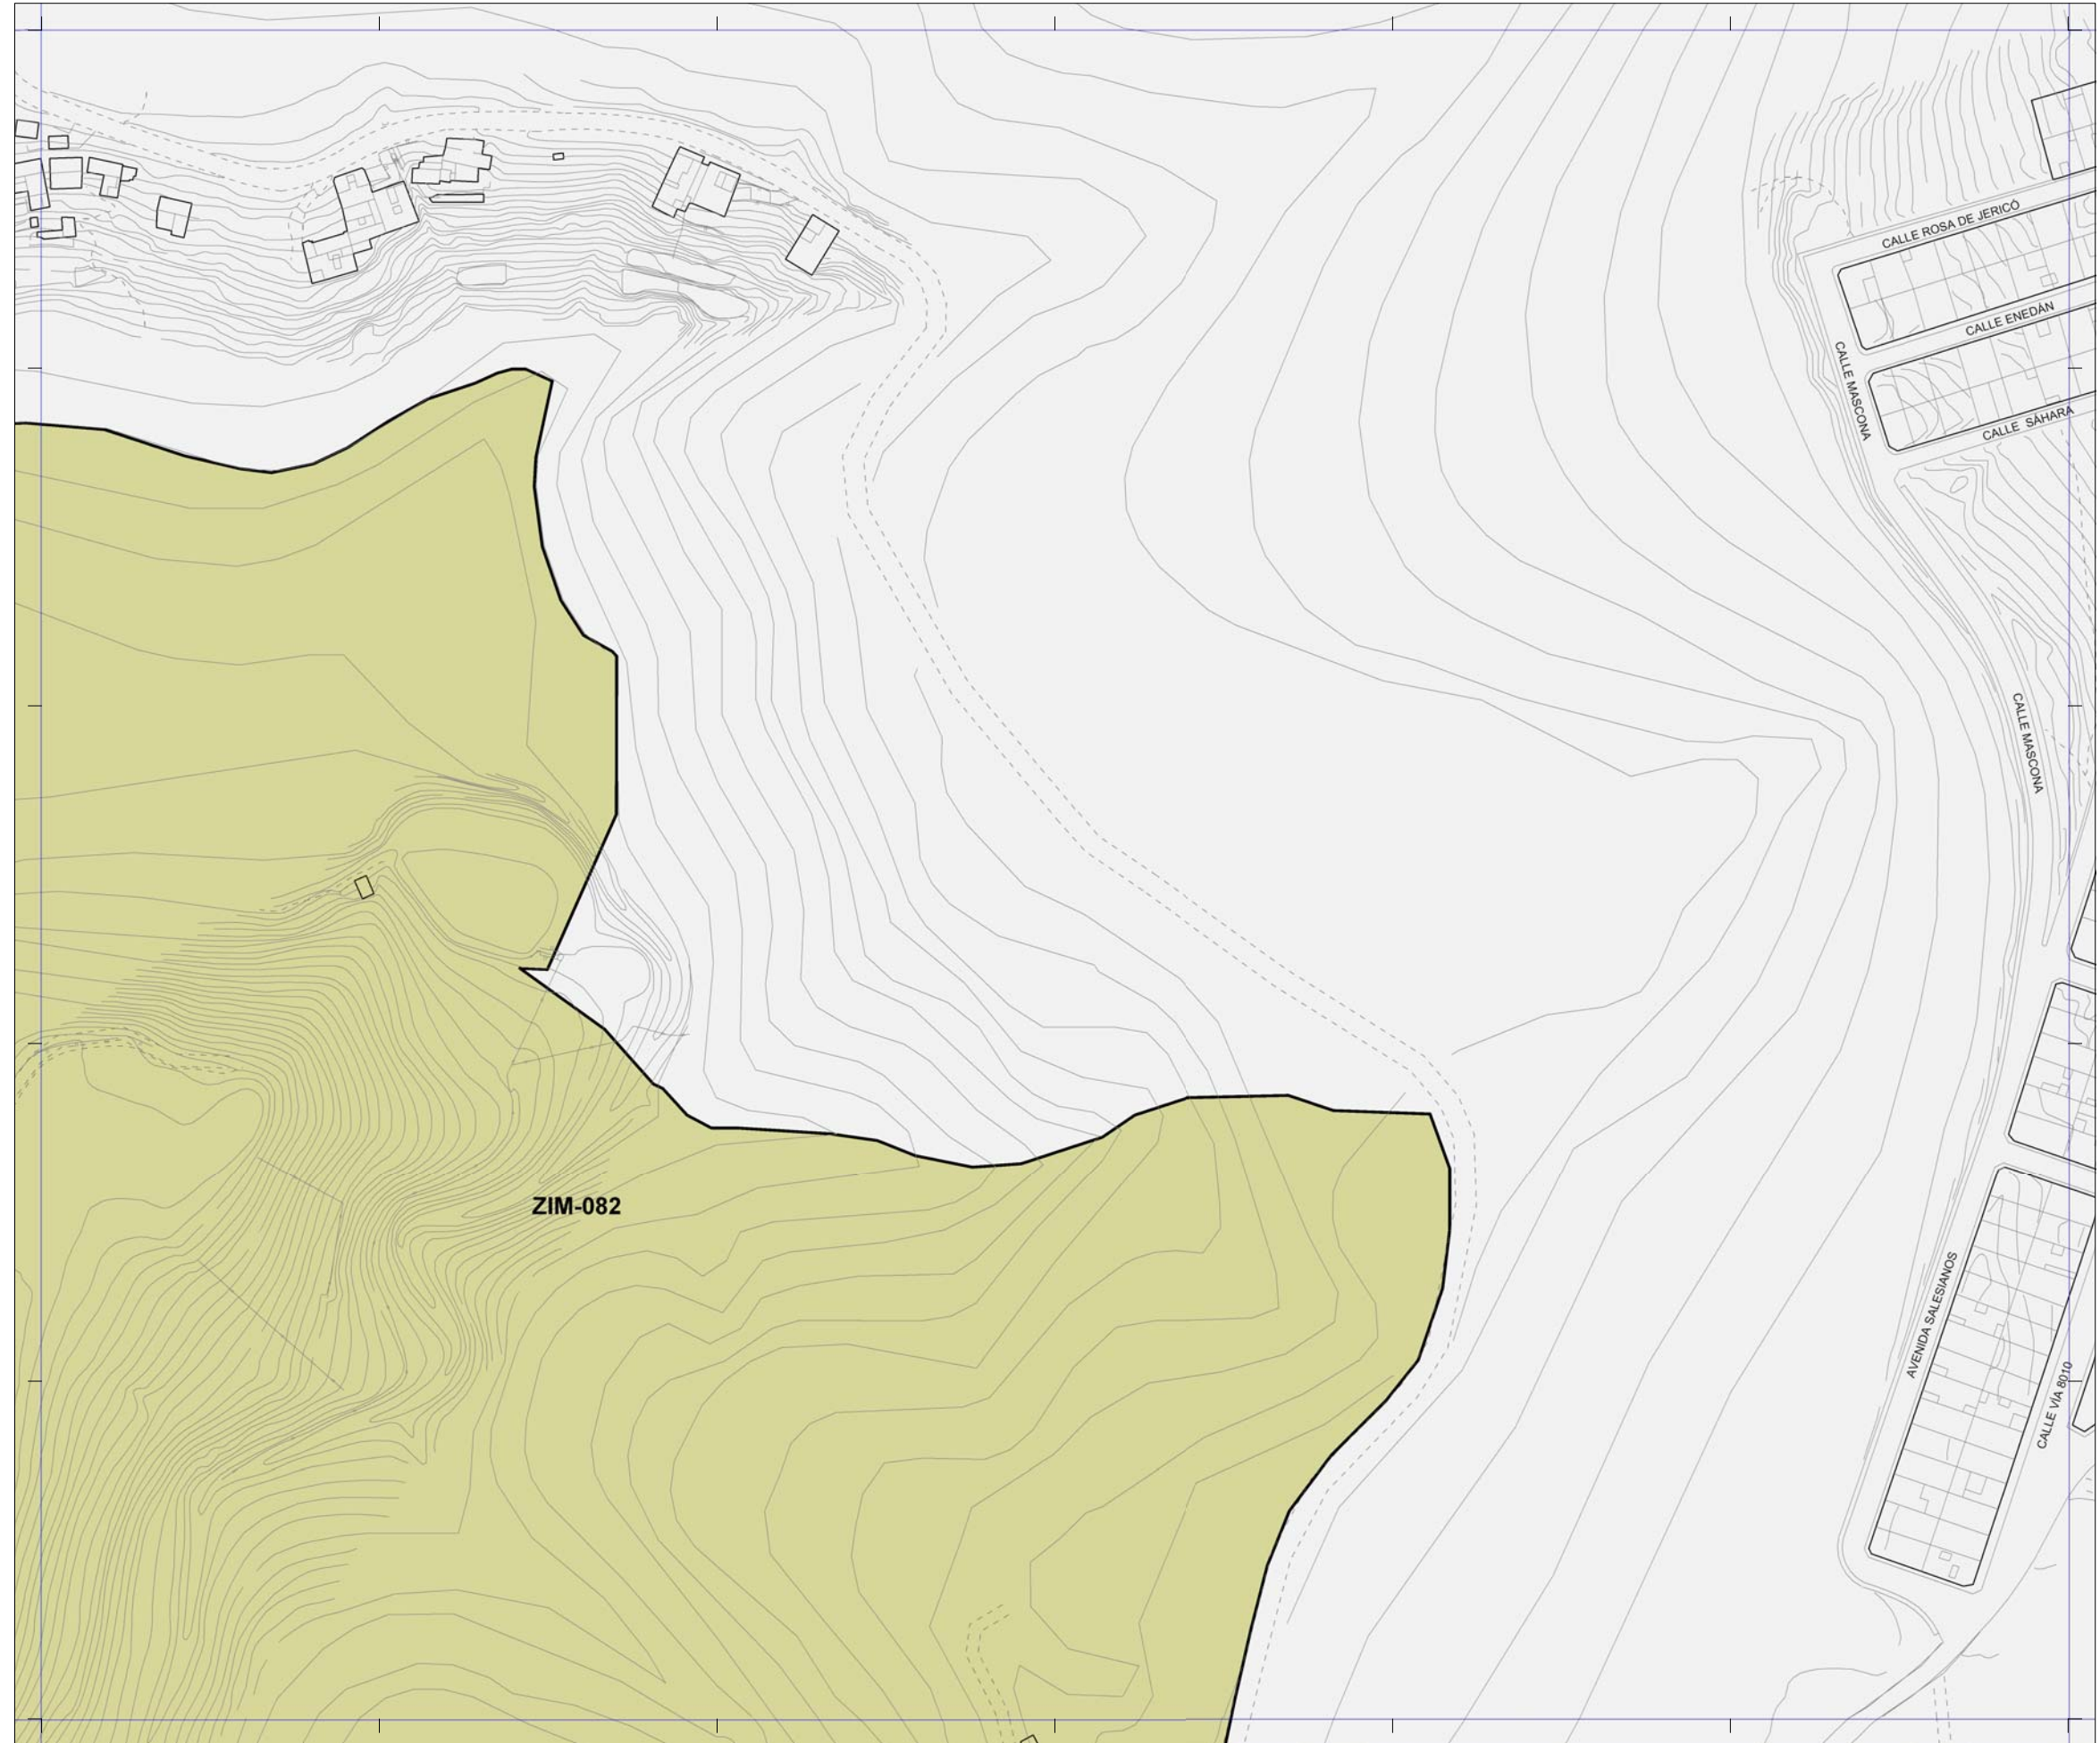 CALLE ROSA DE JERICÓ
CALLE ENEDÁN
CALLE MASCONA
CALLE SÁHARA
CALLE MASCONA
ZIM-082
AVENIDA SALESIANOS
CALLE VÍA 8010